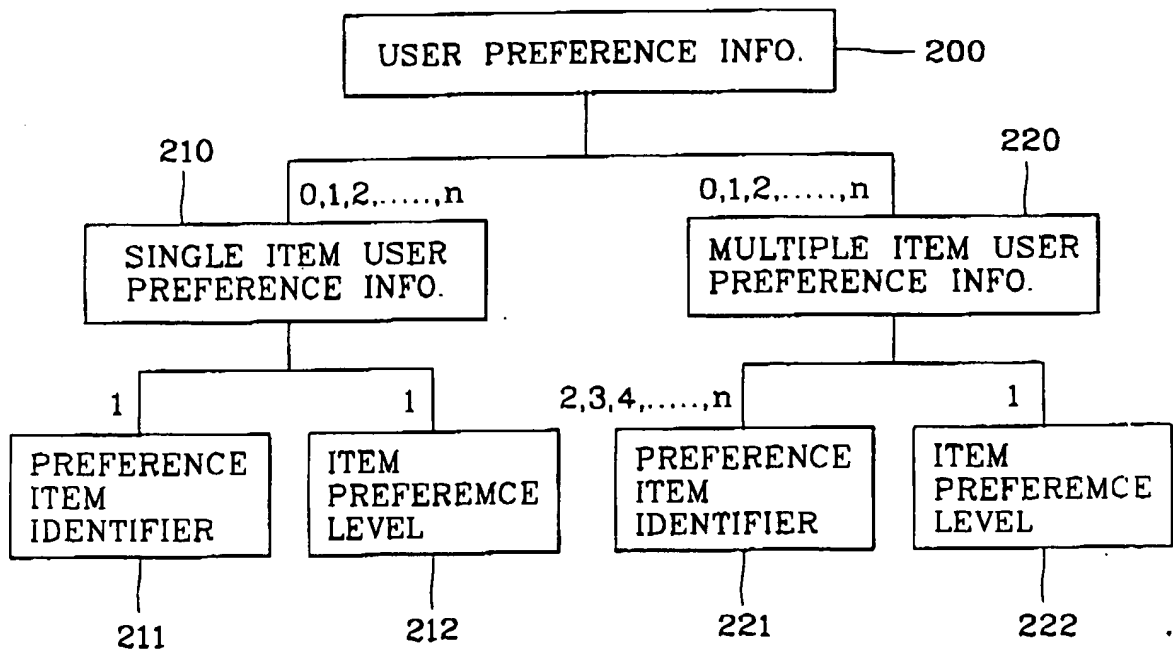 USER PREFERENCE INFO.
200
210
220
0,1,2,.....,n
0,1,2,.....,n
SINGLE ITEM USER
PREFERENCE INFO.
MULTIPLE ITEM USER
PREFERENCE INFO.
1
1
2,3,4,.....,n
1
PREFERENCE
ITEM
IDENTIFIER
ITEM
PREFEREMCE
LEVEL
PREFERENCE
ITEM
IDENTIFIER
ITEM
PREFEREMCE
LEVEL
211
212
221
222